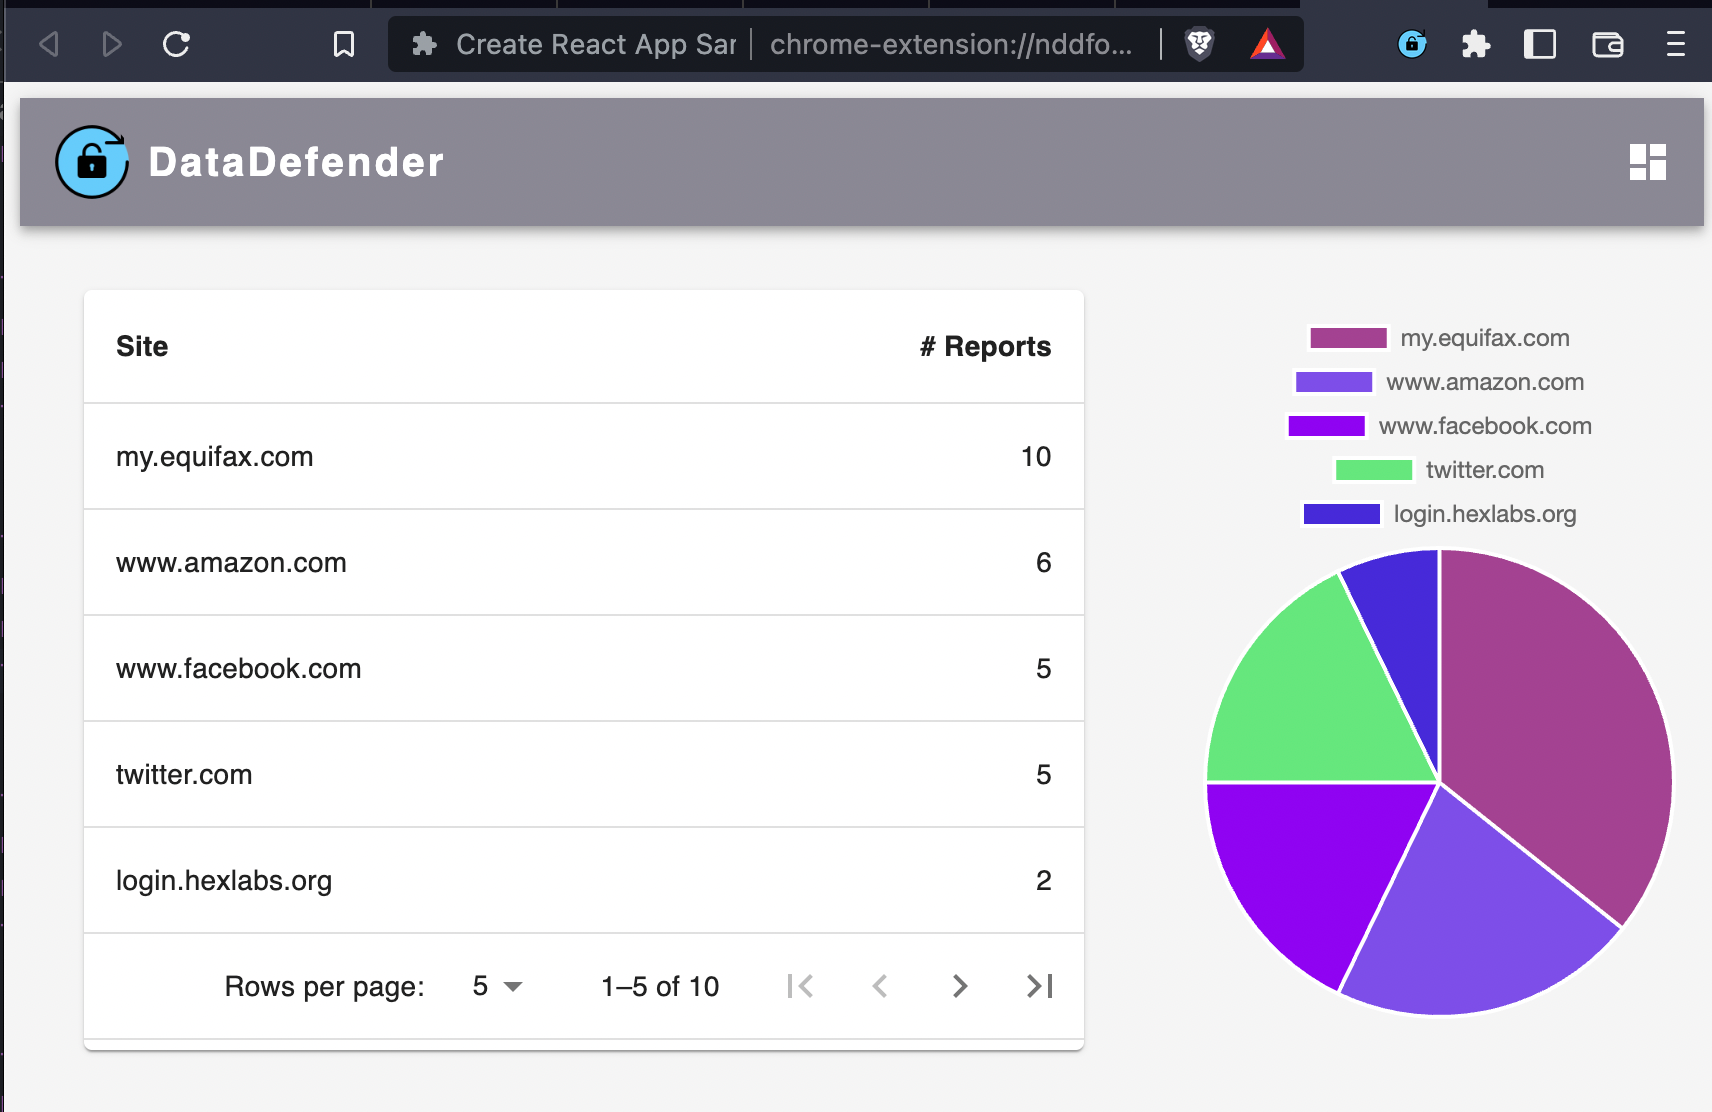 Create React App Sar
chrome-extension://nddfo...
DataDefender
Site # Reports
my.equifax.com 10
www.amazon.com 6
www.facebook.com 5
twitter.com 5
login.hexlabs.org 2
Rows per page: 5 1–5 of 10
my.equifax.com
www.amazon.com
www.facebook.com
twitter.com
login.hexlabs.org